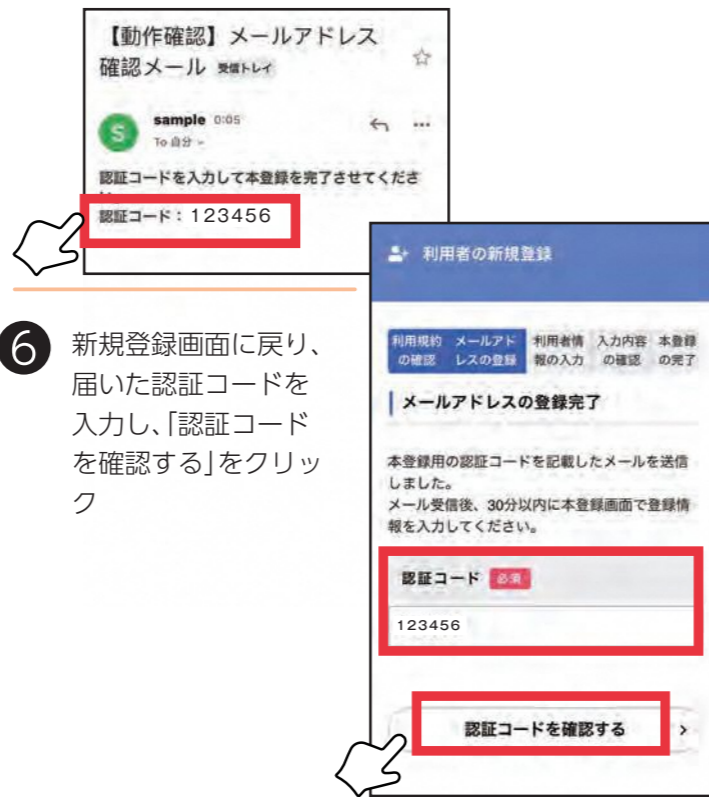 【動作確認】メールアドレス
確認メール 受信トレイ
S
sample 0:05
To 自分
認証コードを入力して本登録を完了させてくださ
認証コード：123456
❻ 新規登録画面に戻り、
届いた認証コードを
入力し、「認証コード
を確認する」をクリッ
ク
利用者の新規登録
利用規約の確認
メールアドレスの登録
利用者情報の入力
入力内容の確認
本登録の完了
メールアドレスの登録完了
本登録用の認証コードを記載したメールを送信
しました。
メール受信後、30分以内に本登録画面で登録情
報を入力してください。
認証コード 必須
123456
認証コードを確認する